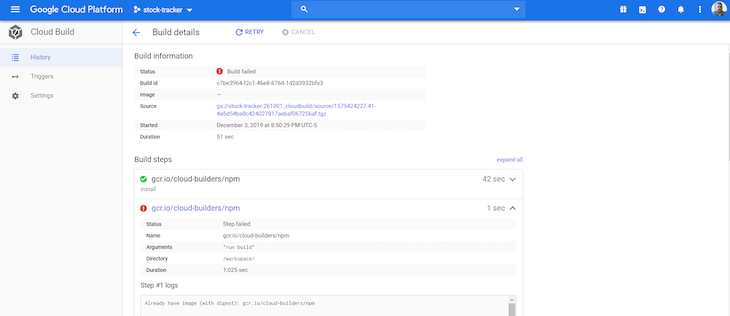 Google Cloud Platform
stock-tracker
Cloud Build
Build details
RETRY
CANCEL
History
Triggers
Settings
Build information
Status Build failed
Build id c7be3964-f2c1-46e8-876d-1d2d3932bfe3
Image —
Source gs://stock-tracker-261001_cloudbuild/source/1575424227.41-
4a5d54ba8c424027817aebaf067256af.tgz
Started December 3, 2019 at 8:50:29 PM UTC-5
Duration 51 sec
Build steps
expand all
gcr.io/cloud-builders/npm 42 sec
install
gcr.io/cloud-builders/npm 1 sec
Status Step failed
Name gcr.io/cloud-builders/npm
Arguments "run build"
Directory /workspace/
Duration 1.025 sec
Step #1 logs
Already have image (with digest): gcr.io/cloud-builders/npm